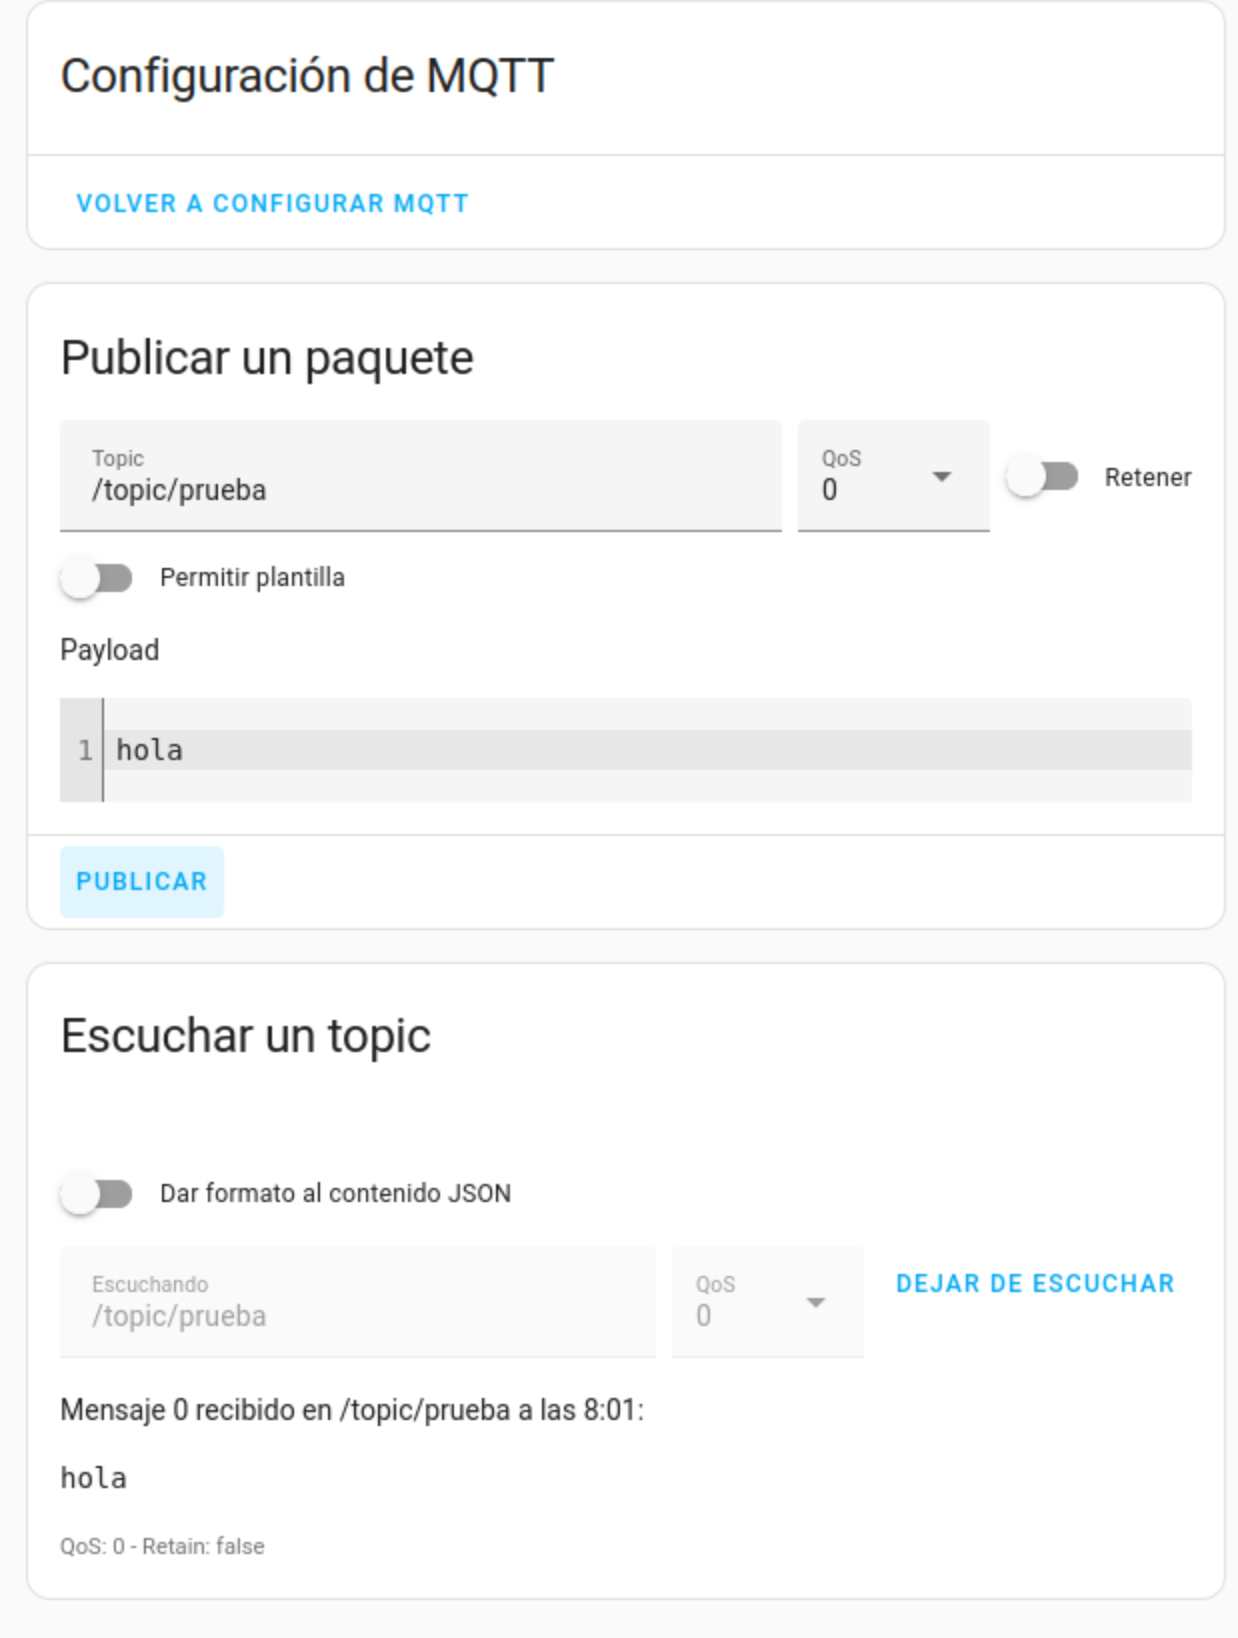 Configuración de MQTT
VOLVER A CONFIGURAR MQTT
Publicar un paquete
Topic
/topic/prueba
QoS
0
Retener
Permitir plantilla
Payload
1 hola
PUBLICAR
Escuchar un topic
Dar formato al contenido JSON
Escuchando
/topic/prueba
QoS
0
DEJAR DE ESCUCHAR
Mensaje 0 recibido en /topic/prueba a las 8:01:
hola
QoS: 0 - Retain: false